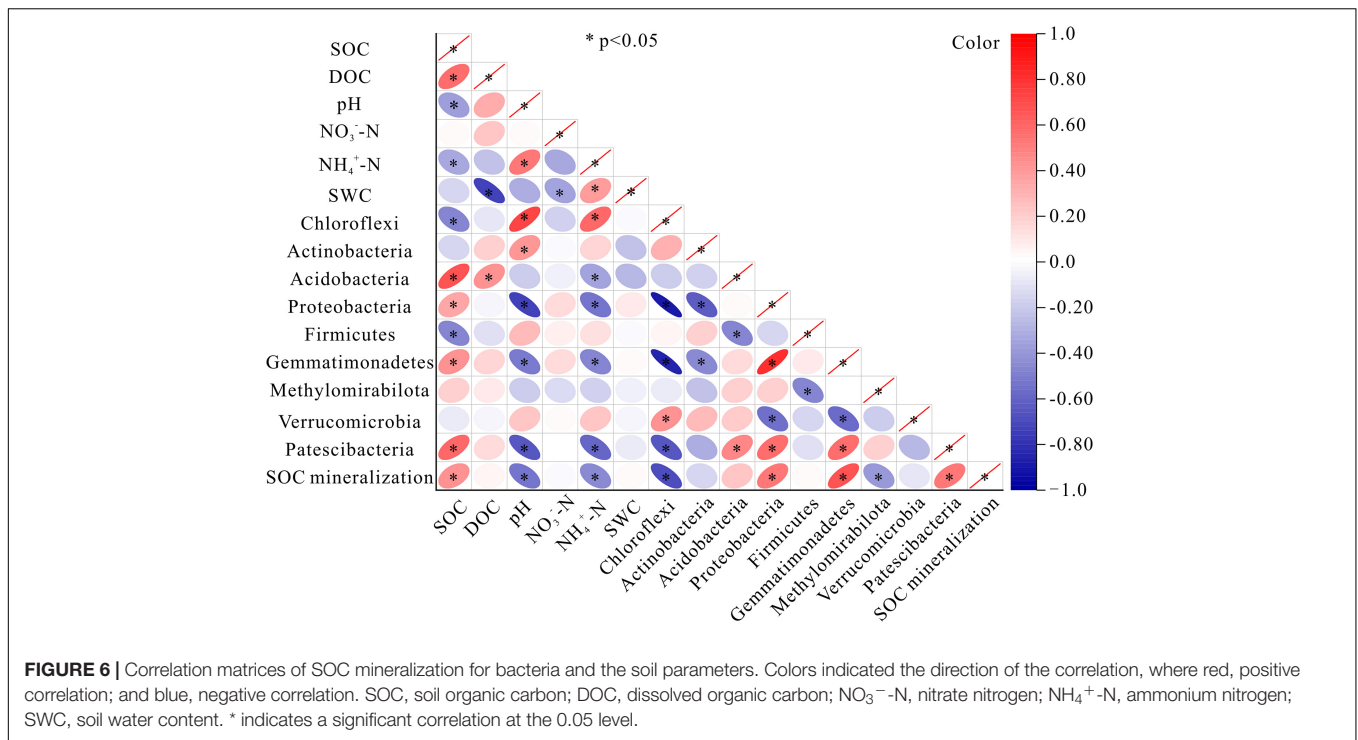 * p<0.05
Color
SOC
DOC
pH
NO₃⁻-N
NH₄⁺-N
SWC
Chloroflexi
Actinobacteria
Acidobacteria
Proteobacteria
Firmicutes
Gemmatimonadetes
Methylomirabilota
Verrucomicrobia
Patescibacteria
SOC mineralization
1.0
0.80
0.60
0.40
0.20
0.0
-0.20
-0.40
-0.60
-0.80
-1.0
SOC
DOC
pH
NO₃⁻-N
NH₄⁺-N
SWC
Chloroflexi
Actinobacteria
Acidobacteria
Proteobacteria
Firmicutes
Gemmatimonadetes
Methylomirabilota
Verrucomicrobia
Patescibacteria
SOC mineralization
FIGURE 6 | Correlation matrices of SOC mineralization for bacteria and the soil parameters. Colors indicated the direction of the correlation, where red, positive
correlation; and blue, negative correlation. SOC, soil organic carbon; DOC, dissolved organic carbon; NO₃⁻-N, nitrate nitrogen; NH₄⁺-N, ammonium nitrogen;
SWC, soil water content. * indicates a significant correlation at the 0.05 level.